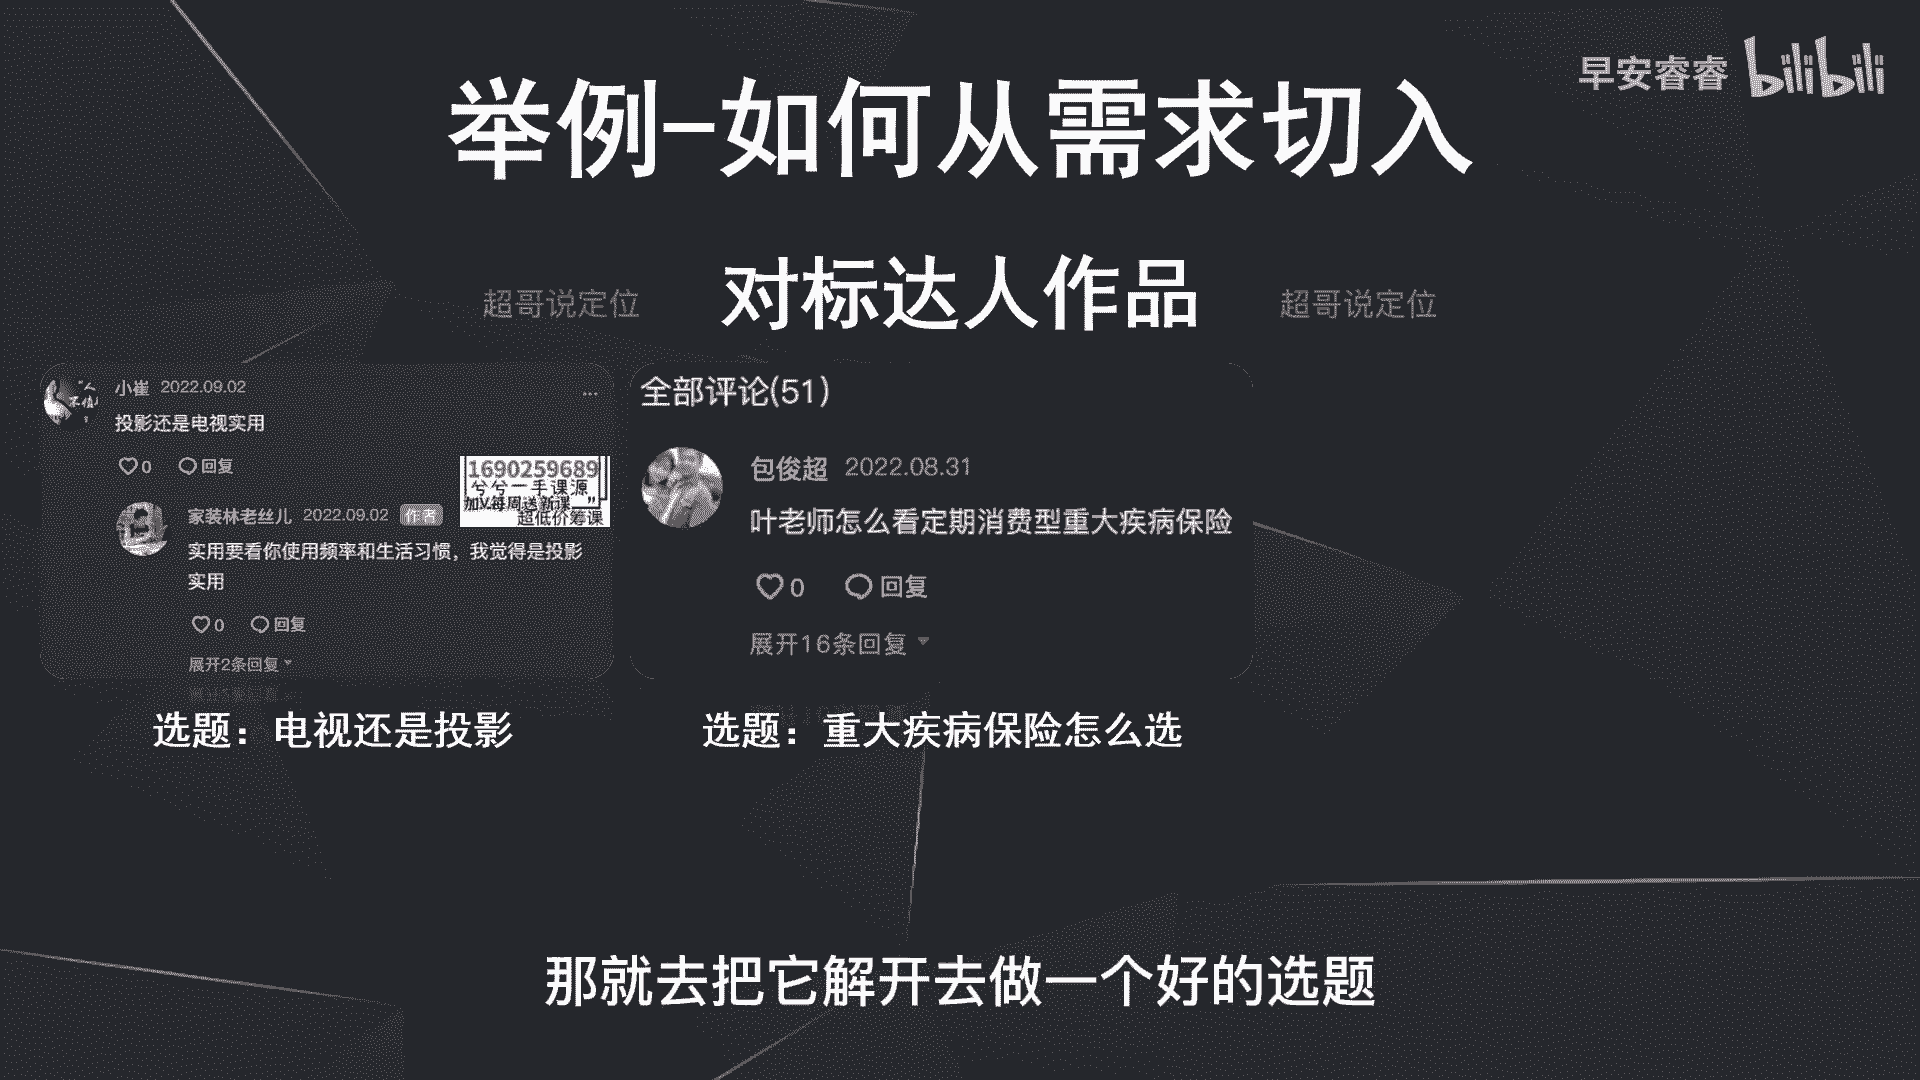 早安睿睿 bilibili
举例-如何从需求切入
超哥说定位 对标达人作品 超哥说定位
小崔 2022.09.02
投影还是电视实用
0 回复
1690259689
兮兮一手课源
加V每周送新课
超低价筹课
家装林老丝儿 2022.09.02 作者
实用要看你使用频率和生活习惯，我觉得是投影
实用
0 回复
展开2条回复
选题：电视还是投影
全部评论(51)
包俊超 2022.08.31
叶老师怎么看定期消费型重大疾病保险
0 回复
展开16条回复
选题：重大疾病保险怎么选
那就去把它解开去做一个好的选题